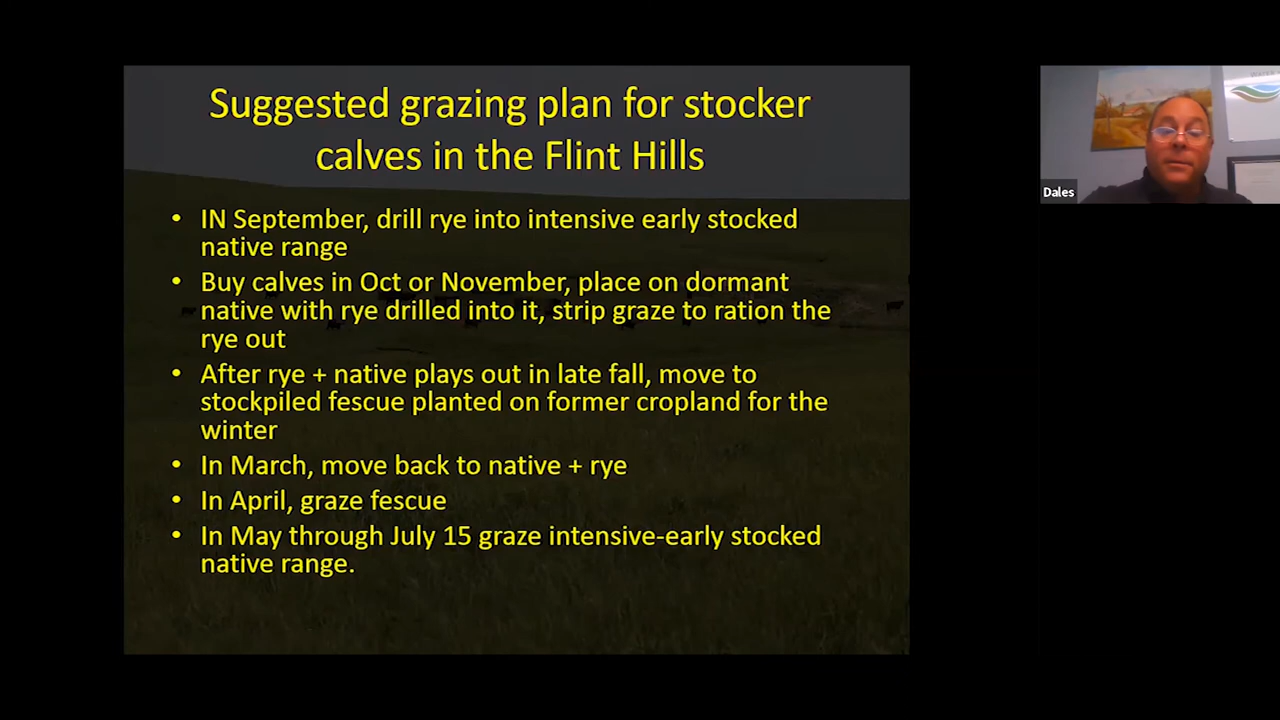 Suggested grazing plan for stocker
calves in the Flint Hills
• IN September, drill rye into intensive early stocked
native range
• Buy calves in Oct or November, place on dormant
native with rye drilled into it, strip graze to ration the
rye out
• After rye + native plays out in late fall, move to
stockpiled fescue planted on former cropland for the
winter
• In March, move back to native + rye
• In April, graze fescue
• In May through July 15 graze intensive-early stocked
native range.
Dales